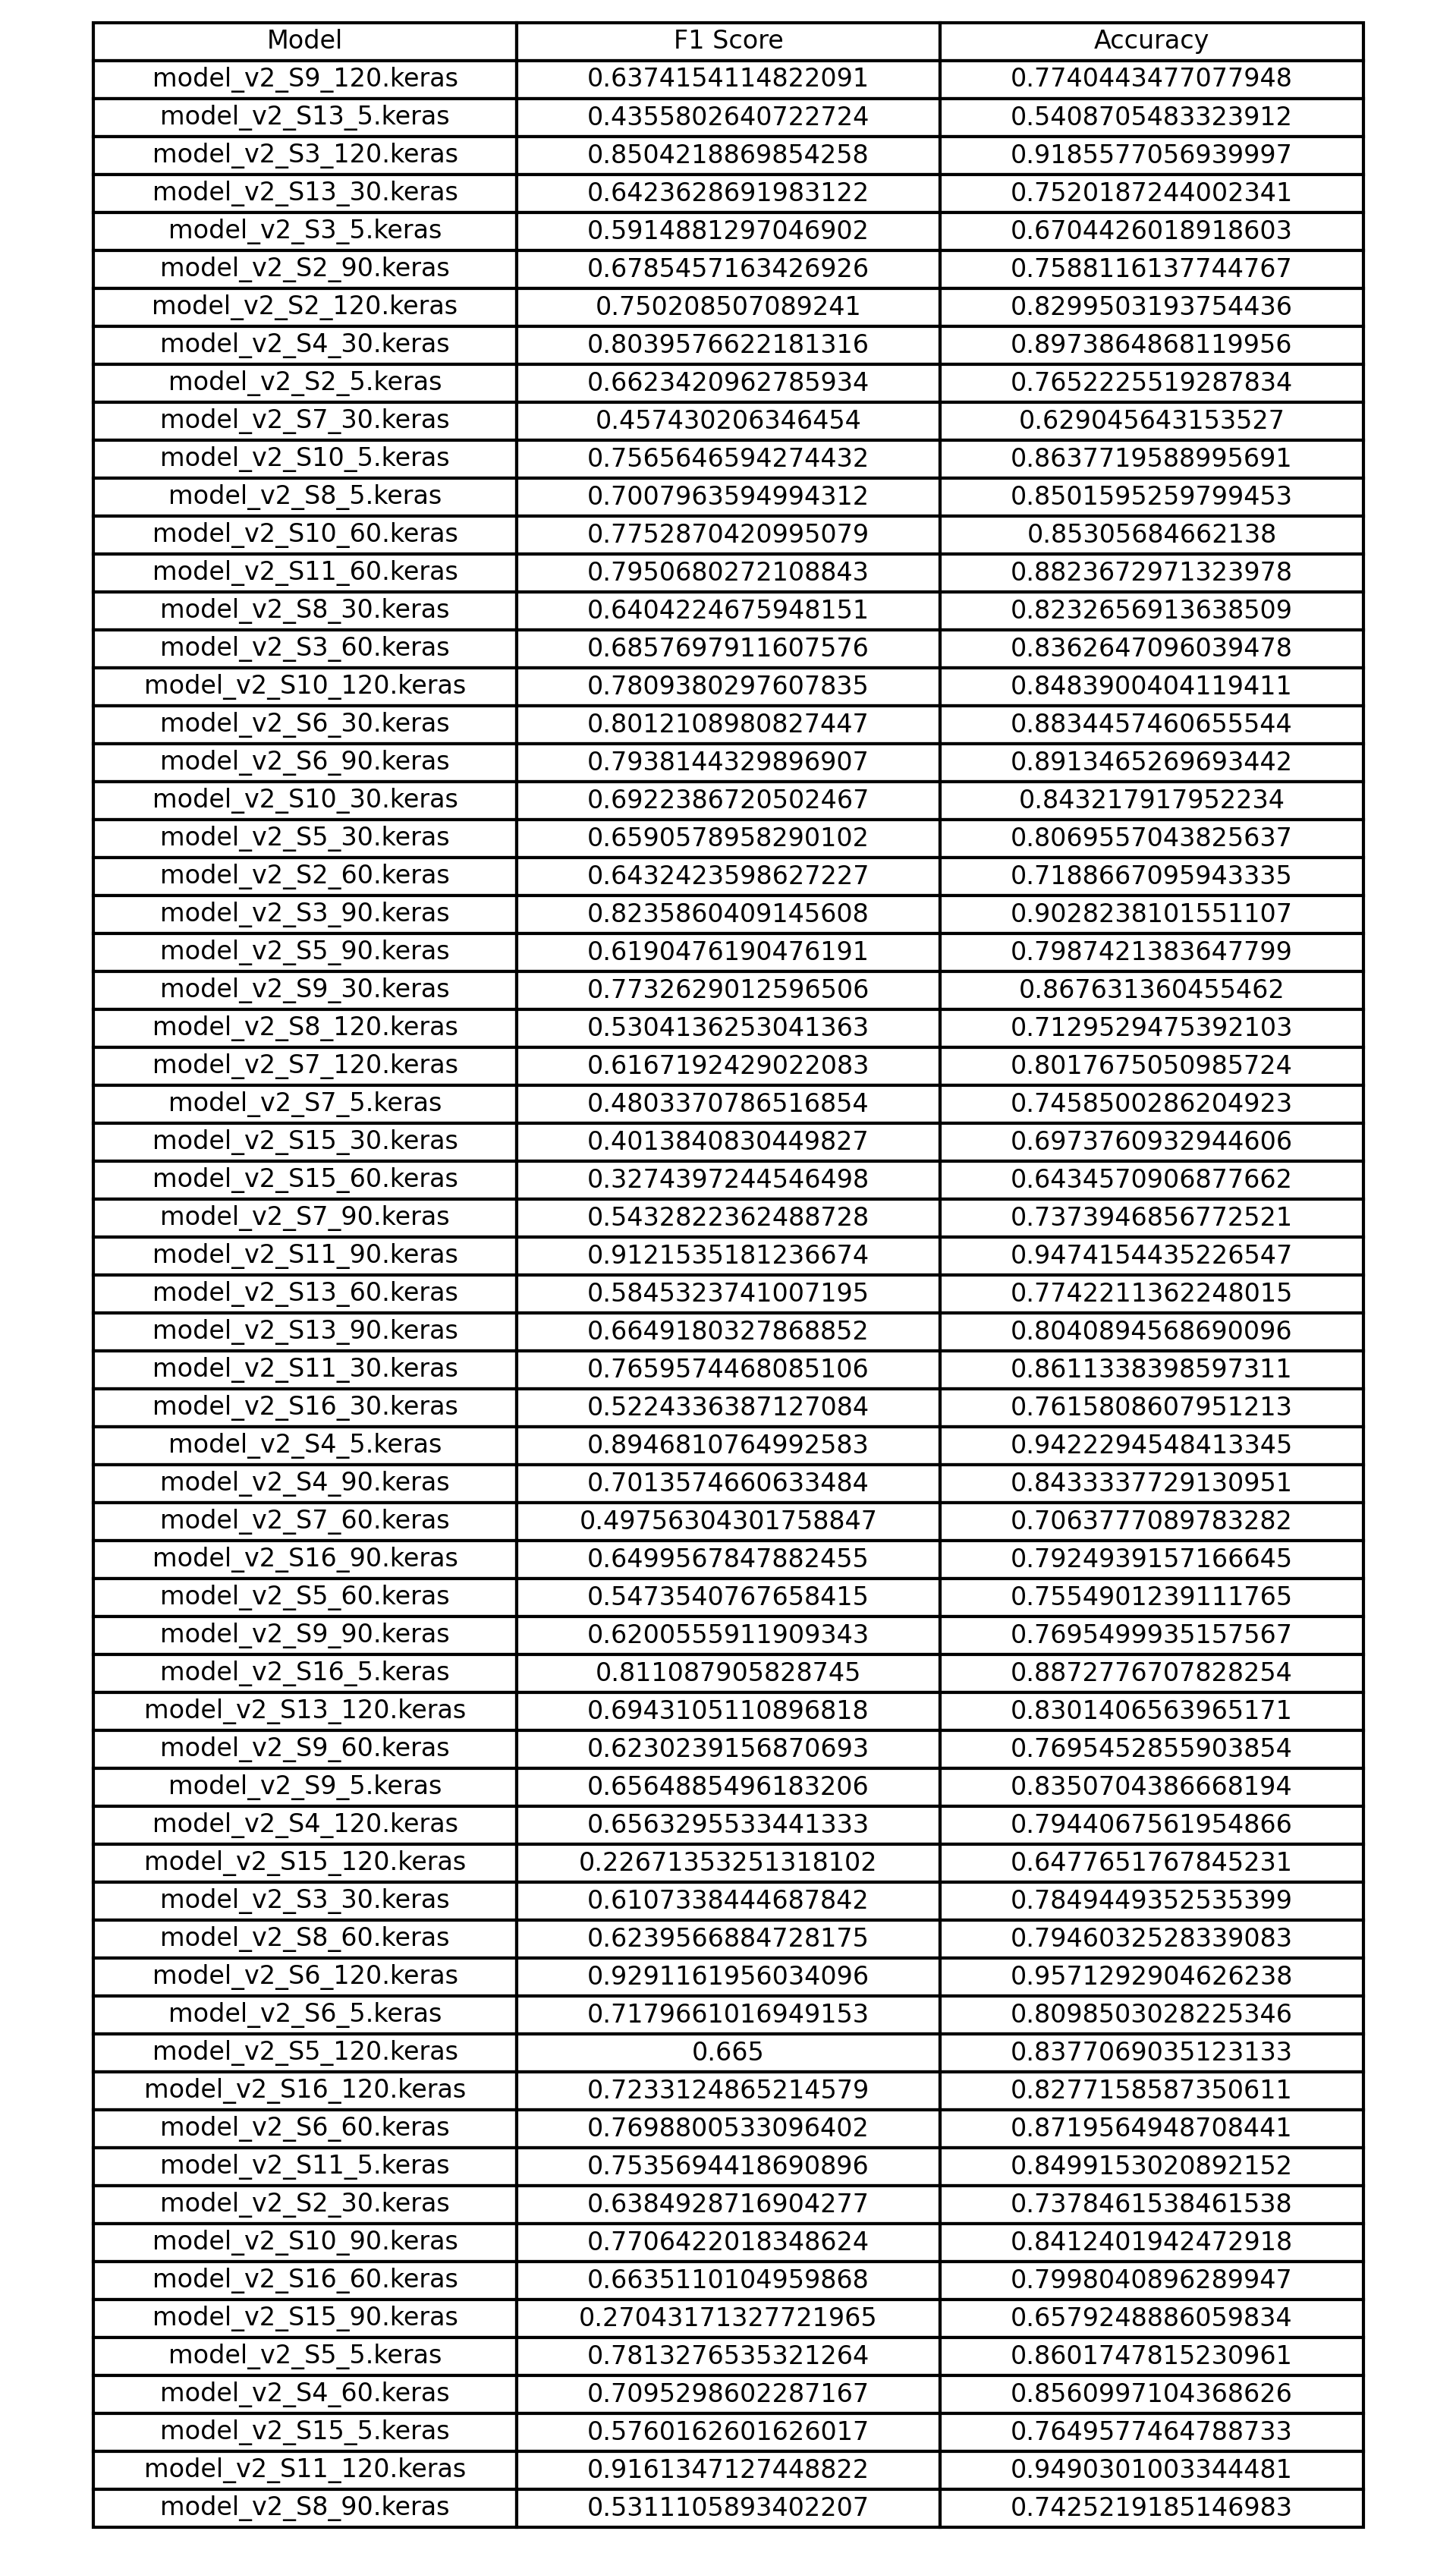 Model F1 Score Accuracy
model_v2_S9_120.keras 0.6374154114822091 0.7740443477077948
model_v2_S13_5.keras 0.4355802640722724 0.5408705483323912
model_v2_S3_120.keras 0.8504218869854258 0.9185577056939997
model_v2_S13_30.keras 0.6423628691983122 0.7520187244002341
model_v2_S3_5.keras 0.5914881297046902 0.6704426018918603
model_v2_S2_90.keras 0.6785457163426926 0.7588116137744767
model_v2_S2_120.keras 0.750208507089241 0.8299503193754436
model_v2_S4_30.keras 0.8039576622181316 0.8973864868119956
model_v2_S2_5.keras 0.6623420962785934 0.7652225519287834
model_v2_S7_30.keras 0.457430206346454 0.629045643153527
model_v2_S10_5.keras 0.7565646594274432 0.8637719588995691
model_v2_S8_5.keras 0.7007963594994312 0.8501595259799453
model_v2_S10_60.keras 0.7752870420995079 0.85305684662138
model_v2_S11_60.keras 0.7950680272108843 0.8823672971323978
model_v2_S8_30.keras 0.6404224675948151 0.8232656913638509
model_v2_S3_60.keras 0.6857697911607576 0.8362647096039478
model_v2_S10_120.keras 0.7809380297607835 0.8483900404119411
model_v2_S6_30.keras 0.8012108980827447 0.8834457460655544
model_v2_S6_90.keras 0.7938144329896907 0.8913465269693442
model_v2_S10_30.keras 0.6922386720502467 0.843217917952234
model_v2_S5_30.keras 0.6590578958290102 0.8069557043825637
model_v2_S2_60.keras 0.6432423598627227 0.7188667095943335
model_v2_S3_90.keras 0.8235860409145608 0.9028238101551107
model_v2_S5_90.keras 0.6190476190476191 0.7987421383647799
model_v2_S9_30.keras 0.7732629012596506 0.867631360455462
model_v2_S8_120.keras 0.5304136253041363 0.7129529475392103
model_v2_S7_120.keras 0.6167192429022083 0.8017675050985724
model_v2_S7_5.keras 0.4803370786516854 0.7458500286204923
model_v2_S15_30.keras 0.4013840830449827 0.6973760932944606
model_v2_S15_60.keras 0.3274397244546498 0.6434570906877662
model_v2_S7_90.keras 0.5432822362488728 0.7373946856772521
model_v2_S11_90.keras 0.9121535181236674 0.9474154435226547
model_v2_S13_60.keras 0.5845323741007195 0.7742211362248015
model_v2_S13_90.keras 0.6649180327868852 0.8040894568690096
model_v2_S11_30.keras 0.7659574468085106 0.8611338398597311
model_v2_S16_30.keras 0.5224336387127084 0.7615808607951213
model_v2_S4_5.keras 0.8946810764992583 0.9422294548413345
model_v2_S4_90.keras 0.7013574660633484 0.8433337729130951
model_v2_S7_60.keras 0.49756304301758847 0.7063777089783282
model_v2_S16_90.keras 0.6499567847882455 0.7924939157166645
model_v2_S5_60.keras 0.5473540767658415 0.7554901239111765
model_v2_S9_90.keras 0.6200555911909343 0.7695499935157567
model_v2_S16_5.keras 0.811087905828745 0.8872776707828254
model_v2_S13_120.keras 0.6943105110896818 0.8301406563965171
model_v2_S9_60.keras 0.6230239156870693 0.7695452855903854
model_v2_S9_5.keras 0.6564885496183206 0.8350704386668194
model_v2_S4_120.keras 0.6563295533441333 0.7944067561954866
model_v2_S15_120.keras 0.22671353251318102 0.6477651767845231
model_v2_S3_30.keras 0.6107338444687842 0.7849449352535399
model_v2_S8_60.keras 0.6239566884728175 0.7946032528339083
model_v2_S6_120.keras 0.9291161956034096 0.9571292904626238
model_v2_S6_5.keras 0.7179661016949153 0.8098503028225346
model_v2_S5_120.keras 0.665 0.8377069035123133
model_v2_S16_120.keras 0.7233124865214579 0.8277158587350611
model_v2_S6_60.keras 0.7698800533096402 0.8719564948708441
model_v2_S11_5.keras 0.7535694418690896 0.8499153020892152
model_v2_S2_30.keras 0.6384928716904277 0.7378461538461538
model_v2_S10_90.keras 0.7706422018348624 0.8412401942472918
model_v2_S16_60.keras 0.6635110104959868 0.7998040896289947
model_v2_S15_90.keras 0.27043171327721965 0.6579248886059834
model_v2_S5_5.keras 0.7813276535321264 0.8601747815230961
model_v2_S4_60.keras 0.7095298602287167 0.8560997104368626
model_v2_S15_5.keras 0.5760162601626017 0.7649577464788733
model_v2_S11_120.keras 0.9161347127448822 0.9490301003344481
model_v2_S8_90.keras 0.5311105893402207 0.7425219185146983